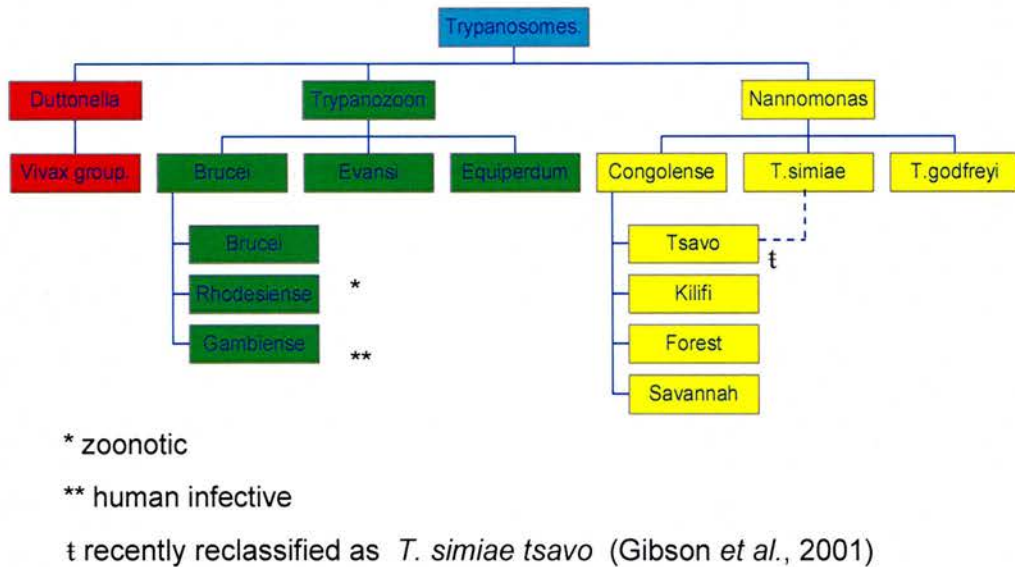 Trypanosomes.
Duttonella Trypanozoon Nannomonas
Vivax group. Brucei Evansi Equiperdum Congolense T.simiae T.godfreyi
Brucei Tsavo
ŧ
Rhodesiense * Kilifi
Gambiense ** Forest
Savannah
* zoonotic
** human infective
ŧ recently reclassified as T. simiae tsavo (Gibson et al., 2001)